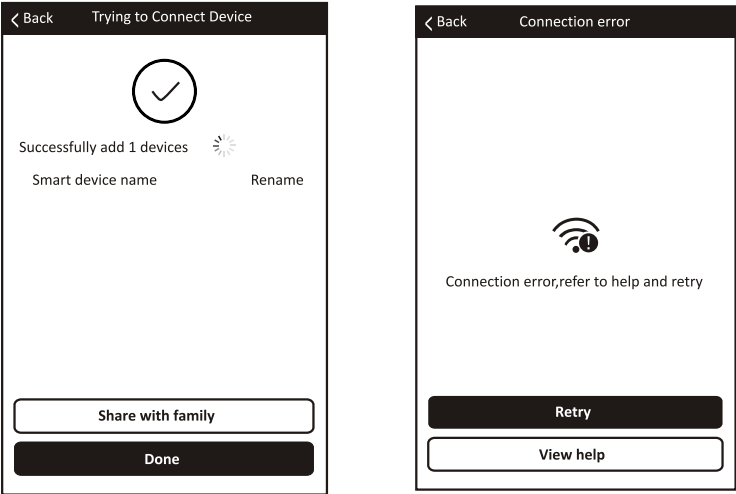 Back Trying to Connect Device
Successfully add 1 devices
Smart device name Rename
Share with family
Done
Back Connection error
Connection error,refer to help and retry
Retry
View help